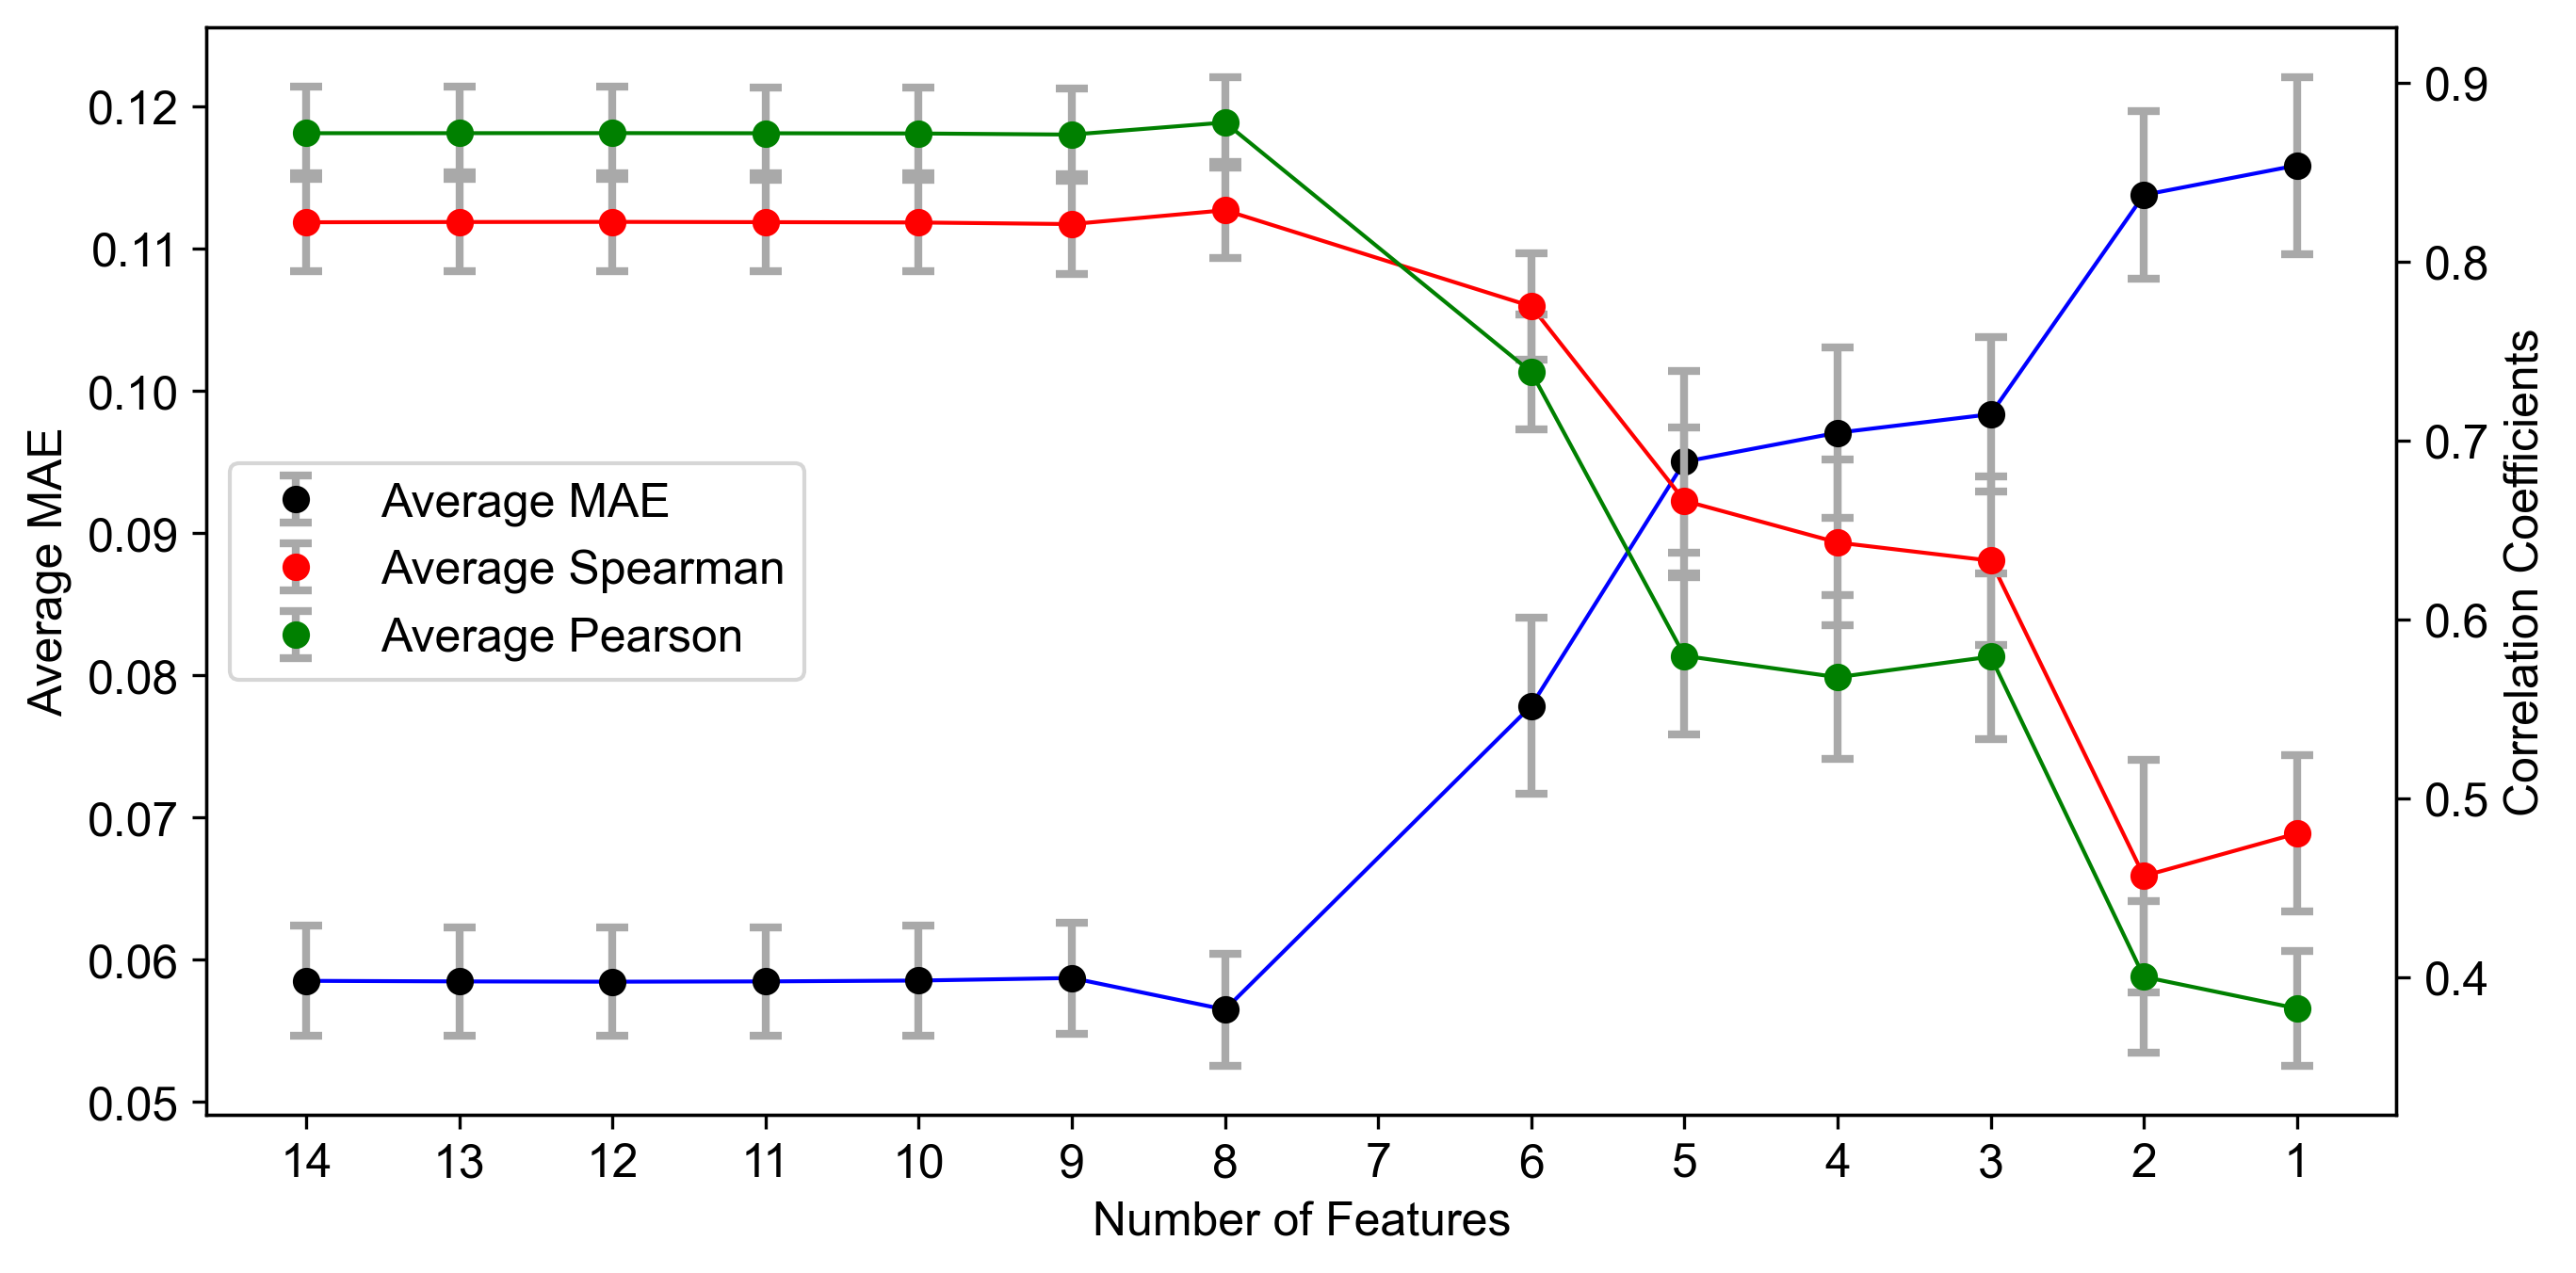 0.12
0.11
0.10
0.09
0.08
0.07
0.06
0.05
Average MAE
Average MAE
Average Spearman
Average Pearson
0.9
0.8
0.7
0.6
0.5
0.4
Correlation Coefficients
14 13 12 11 10 9 8 7 6 5 4 3 2 1
Number of Features